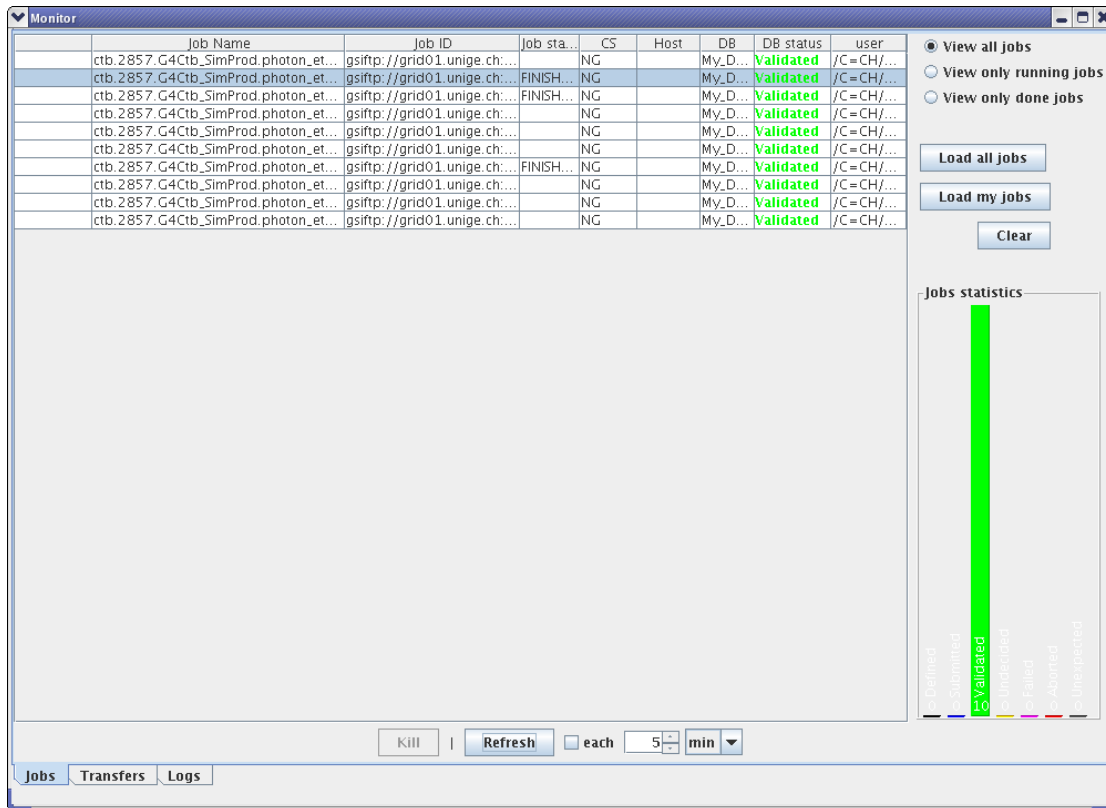 Monitor
Job Name Job ID Job sta... CS Host DB DB status user
ctb.2857.G4Ctb_SimProd.photon_et... gsiftp://grid01.unige.ch:... NG My_D... Validated /C=CH/...
ctb.2857.G4Ctb_SimProd.photon_et... gsiftp://grid01.unige.ch:... FINISH... NG My_D... Validated /C=CH/...
ctb.2857.G4Ctb_SimProd.photon_et... gsiftp://grid01.unige.ch:... FINISH... NG My_D... Validated /C=CH/...
ctb.2857.G4Ctb_SimProd.photon_et... gsiftp://grid01.unige.ch:... NG My_D... Validated /C=CH/...
ctb.2857.G4Ctb_SimProd.photon_et... gsiftp://grid01.unige.ch:... NG My_D... Validated /C=CH/...
ctb.2857.G4Ctb_SimProd.photon_et... gsiftp://grid01.unige.ch:... NG My_D... Validated /C=CH/...
ctb.2857.G4Ctb_SimProd.photon_et... gsiftp://grid01.unige.ch:... FINISH... NG My_D... Validated /C=CH/...
ctb.2857.G4Ctb_SimProd.photon_et... gsiftp://grid01.unige.ch:... NG My_D... Validated /C=CH/...
ctb.2857.G4Ctb_SimProd.photon_et... gsiftp://grid01.unige.ch:... NG My_D... Validated /C=CH/...
ctb.2857.G4Ctb_SimProd.photon_et... gsiftp://grid01.unige.ch:... NG My_D... Validated /C=CH/...
View all jobs
View only running jobs
View only done jobs
Load all jobs
Load my jobs
Clear
Jobs statistics
0 Defined
0 Submitted
10 Validated
0 Undecided
0 Failed
0 Aborted
0 Unexpected
Kill | Refresh each 5 min
Jobs Transfers Logs